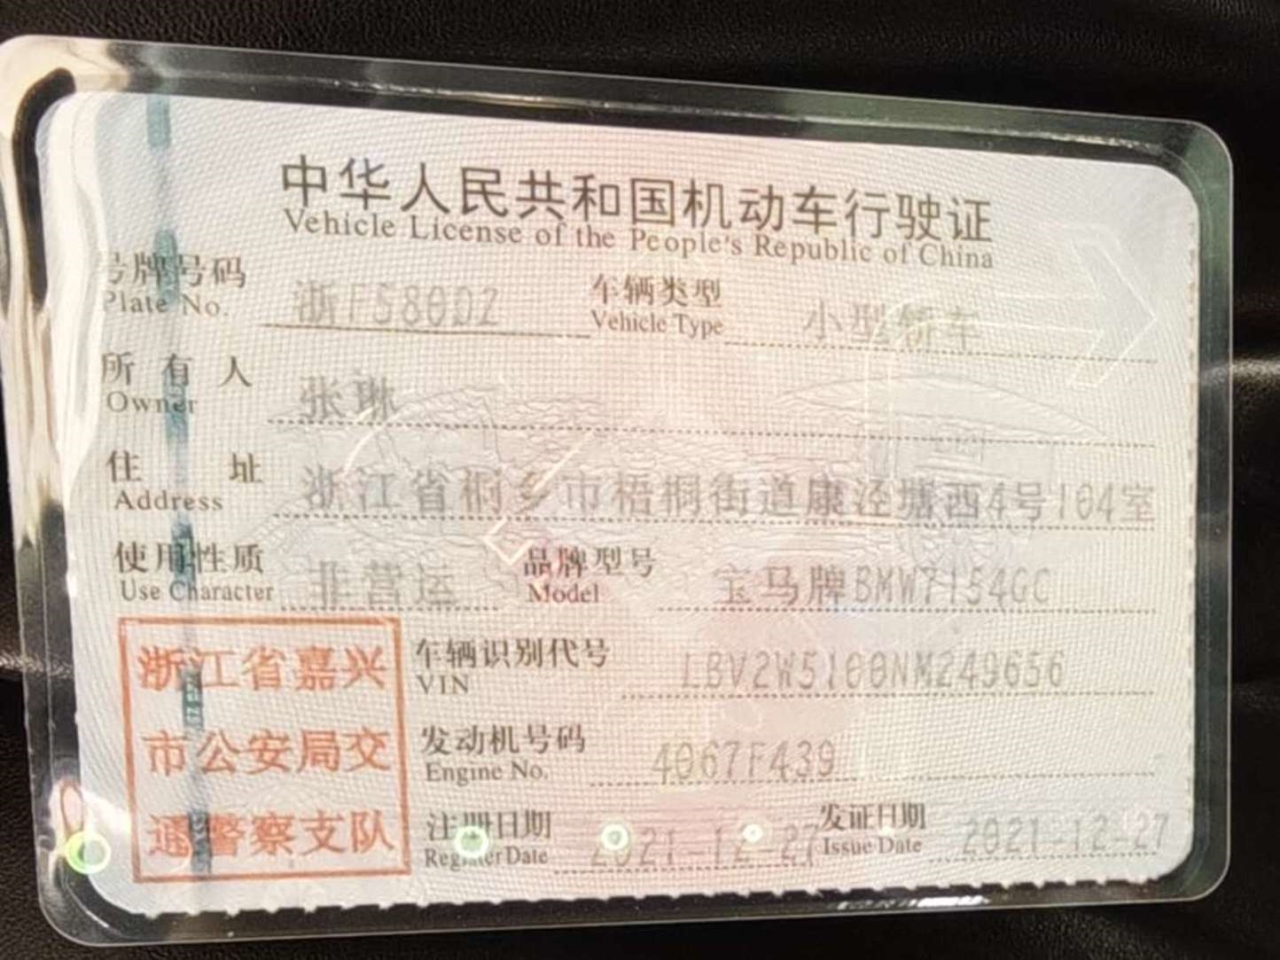 中华人民共和国机动车行驶证
Vehicle License of the People's Republic of China
号牌号码 浙F580D2 车辆类型 小型轿车
Plate No. Vehicle Type
所有人 张琳
Owner
住址 浙江省桐乡市梧桐街道康泾塘西4号104室
Address
使用性质 非营运 品牌型号 宝马牌BMW7154GC
Use Character Model
浙江省嘉兴
市公安局交
通警察支队
车辆识别代号 LBV2W5100NM249656
VIN
发动机号码 4067F439
Engine No.
注册日期 2021-12-27 发证日期 2021-12-27
Register Date Issue Date